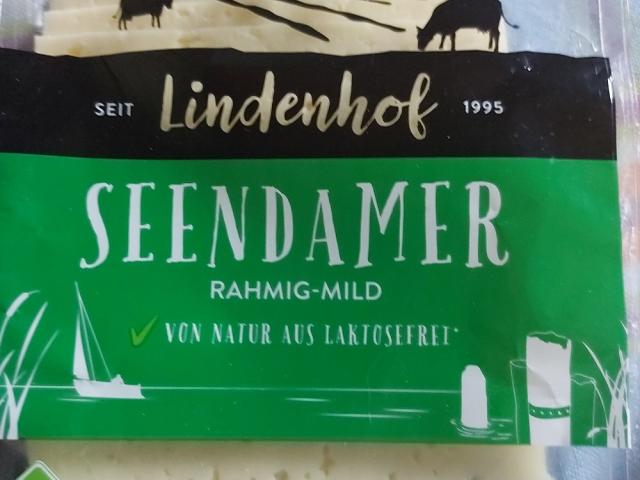 SEIT Lindenhof 1995
SEENDAMER
RAHMIG-MILD
VON NATUR AUS LAKTOSEFREI*